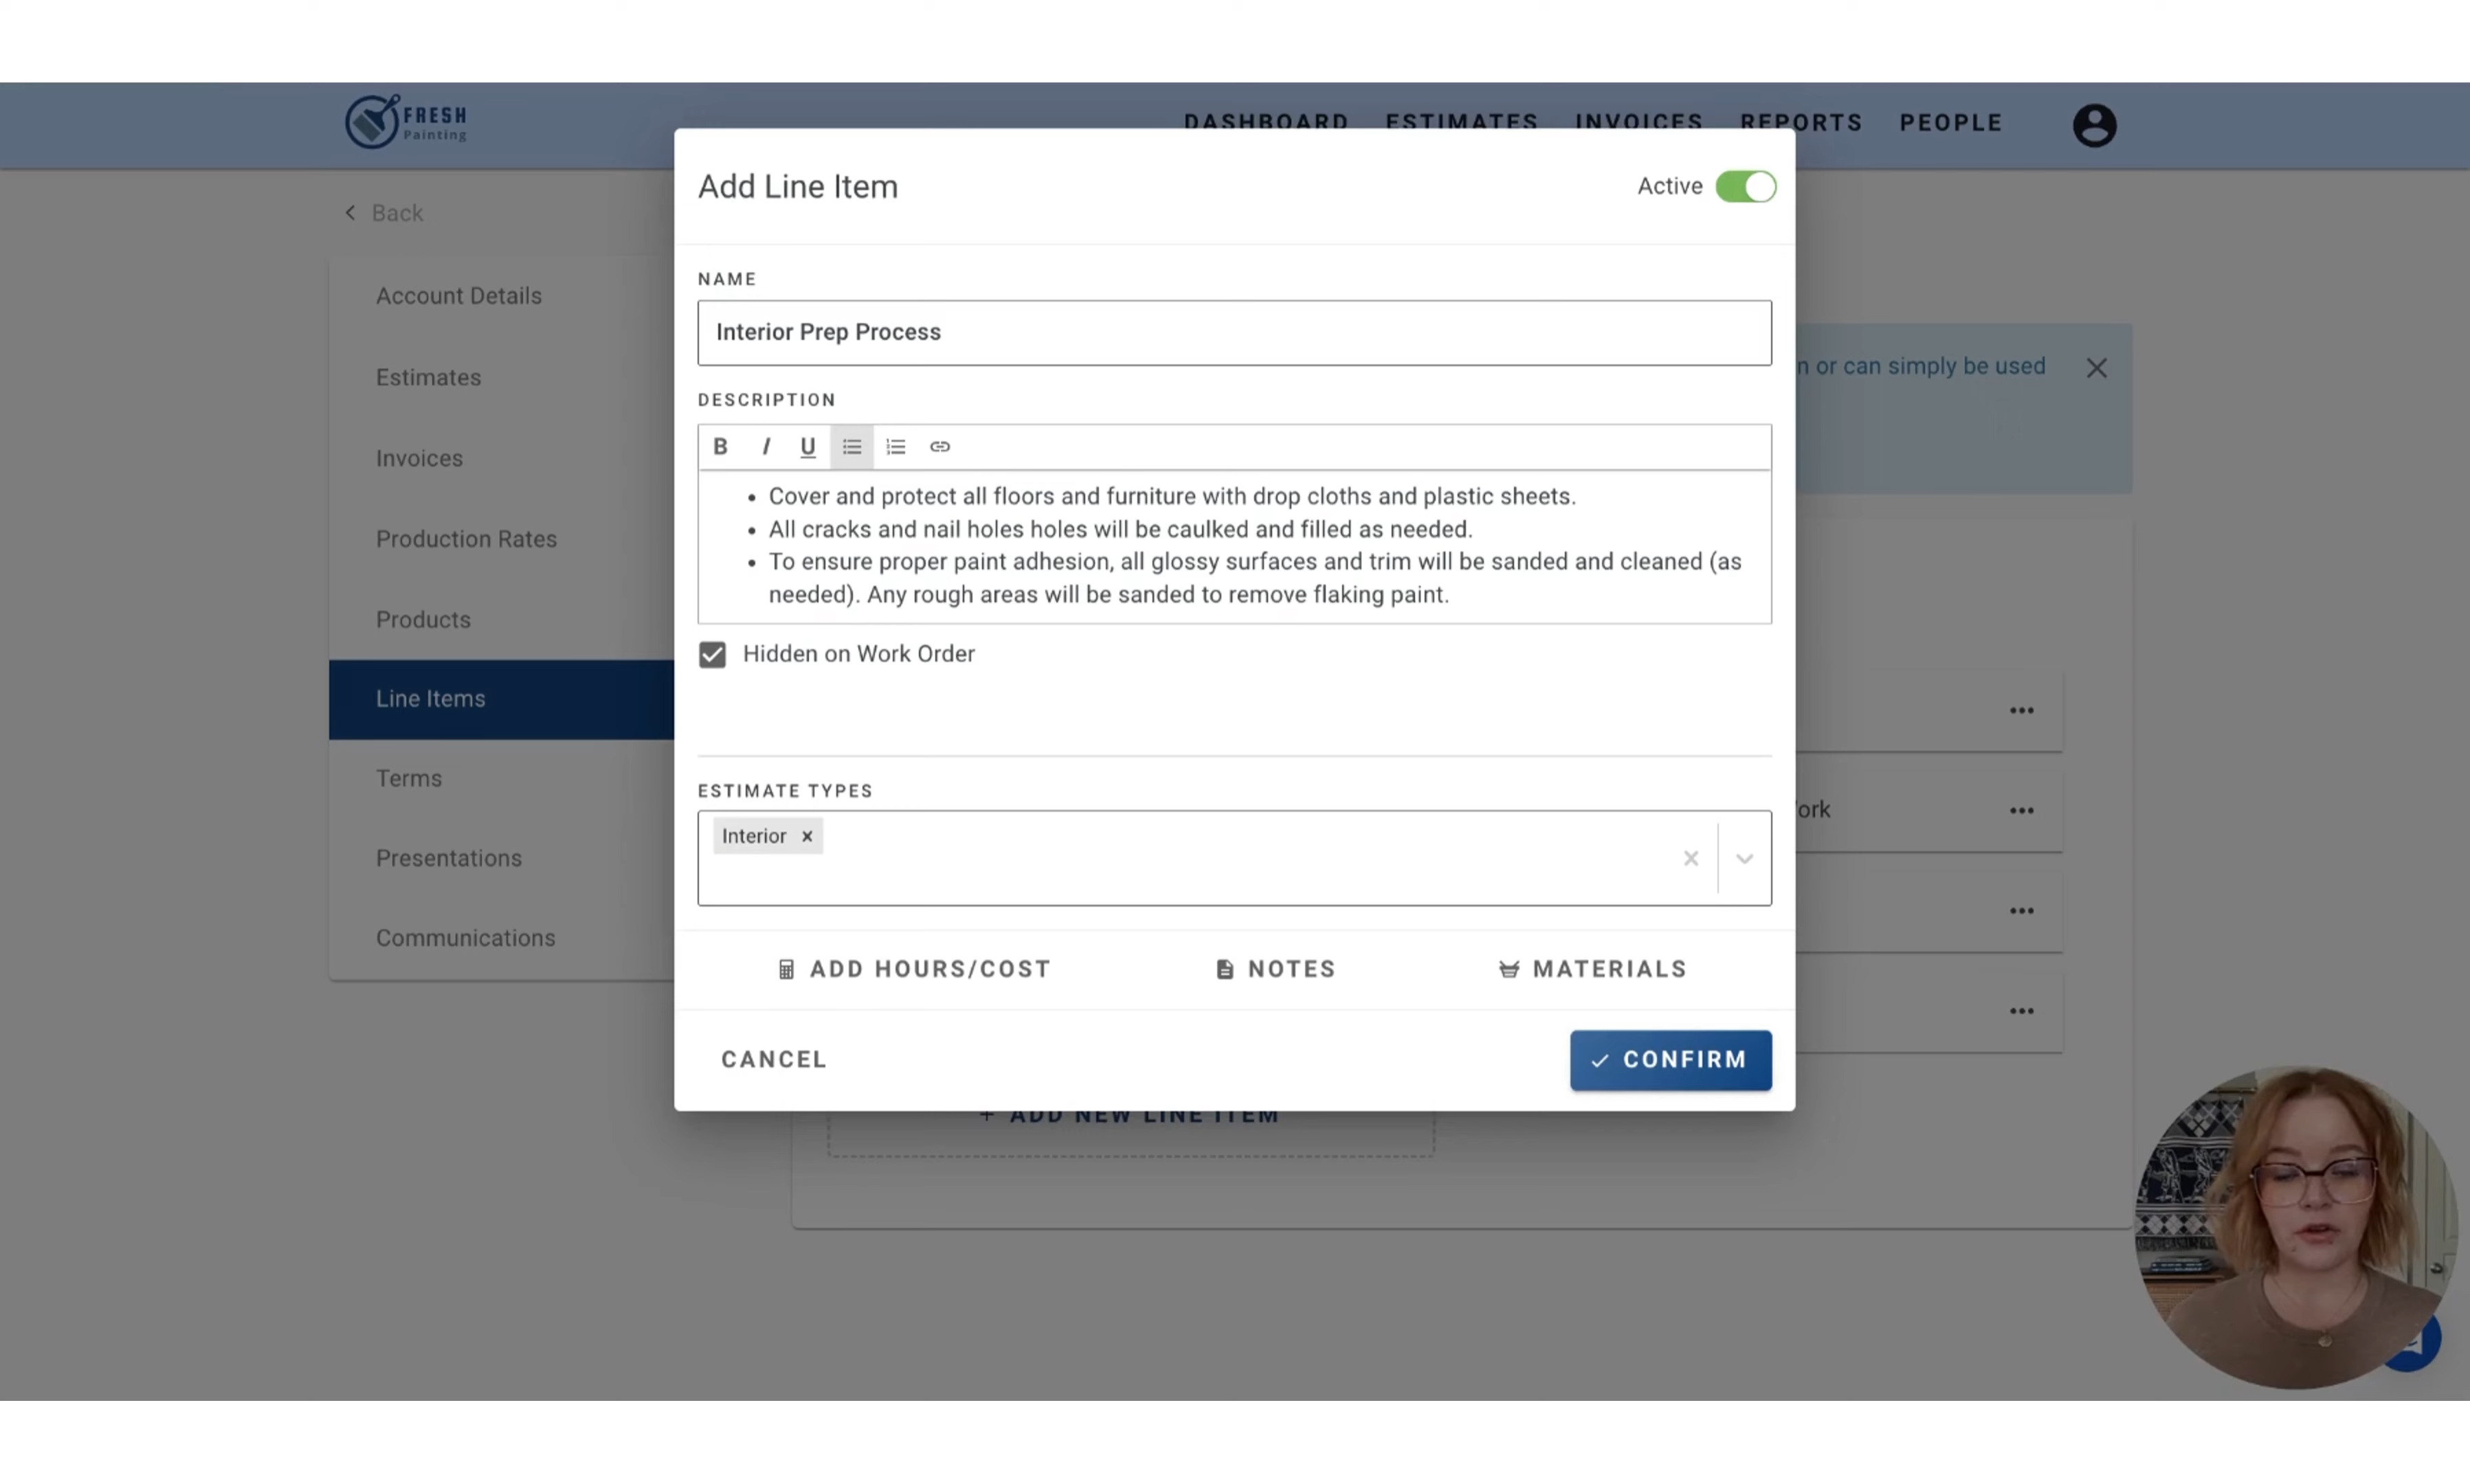 FRESH
Painting
DASHBOARD ESTIMATES INVOICES REPORTS PEOPLE
Back
Account Details
Estimates
Invoices
Production Rates
Products
Line Items
Terms
Presentations
Communications
Add Line Item
Active
NAME
Interior Prep Process
DESCRIPTION
B I U
• Cover and protect all floors and furniture with drop cloths and plastic sheets.
• All cracks and nail holes holes will be caulked and filled as needed.
• To ensure proper paint adhesion, all glossy surfaces and trim will be sanded and cleaned (as
needed). Any rough areas will be sanded to remove flaking paint.
Hidden on Work Order
ESTIMATE TYPES
Interior
ADD HOURS/COST NOTES MATERIALS
CANCEL
CONFIRM
n or can simply be used
ork
+ ADD NEW LINE ITEM